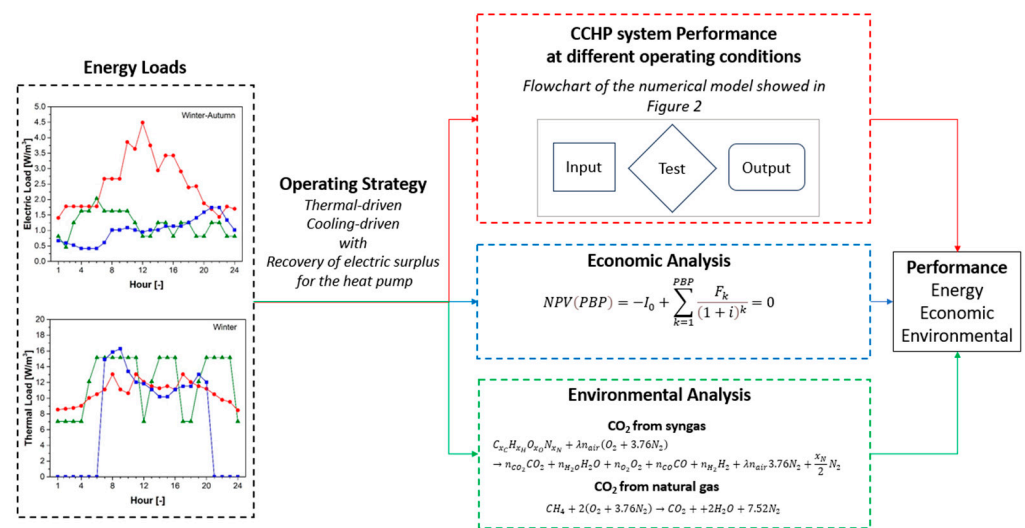 Energy Loads
Winter-Autumn
Electric Load [W/m³]
5.0
4.5
4.0
3.5
3.0
2.5
2.0
1.5
1.0
0.5
0.0
1 4 8 12 16 20 24
Hour [-]
Winter
Thermal Load [W/m³]
20
18
16
14
12
10
8
6
4
2
0
1 4 8 12 16 20 24
Hour [-]
Operating Strategy
Thermal-driven
Cooling-driven
with
Recovery of electric surplus
for the heat pump
CCHP system Performance
at different operating conditions
Flowchart of the numerical model showed in
Figure 2
Input
Test
Output
Economic Analysis
NPV(PBP) = −I₀ + ∑_{k=1}^{PBP} F_k/(1 + i)^k = 0
Environmental Analysis
CO₂ from syngas
C_{x_C}H_{x_H}O_{x_O}N_{x_N} + λn_{air}(O₂ + 3.76N₂)
→ n_{CO₂}CO₂ + n_{H₂O}H₂O + n_{O₂}O₂ + n_{CO}CO + n_{H₂}H₂ + λn_{air}3.76N₂ + x_N/2 N₂
CO₂ from natural gas
CH₄ + 2(O₂ + 3.76N₂) → CO₂ + +2H₂O + 7.52N₂
Performance
Energy
Economic
Environmental